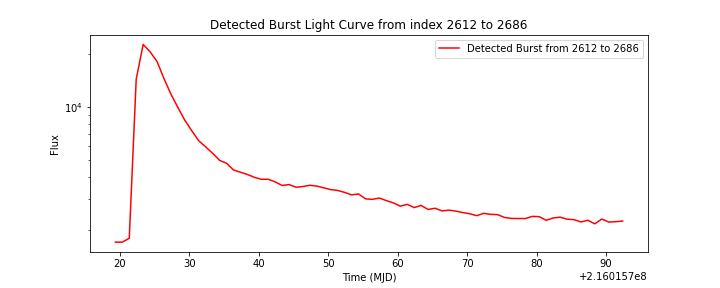 Detected Burst Light Curve from index 2612 to 2686
Detected Burst from 2612 to 2686
10⁴
Flux
20 30 40 50 60 70 80 90
Time (MJD)
+2.160157e8